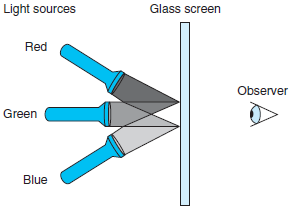 Light sources
Glass screen
Red
Observer
Green
Blue